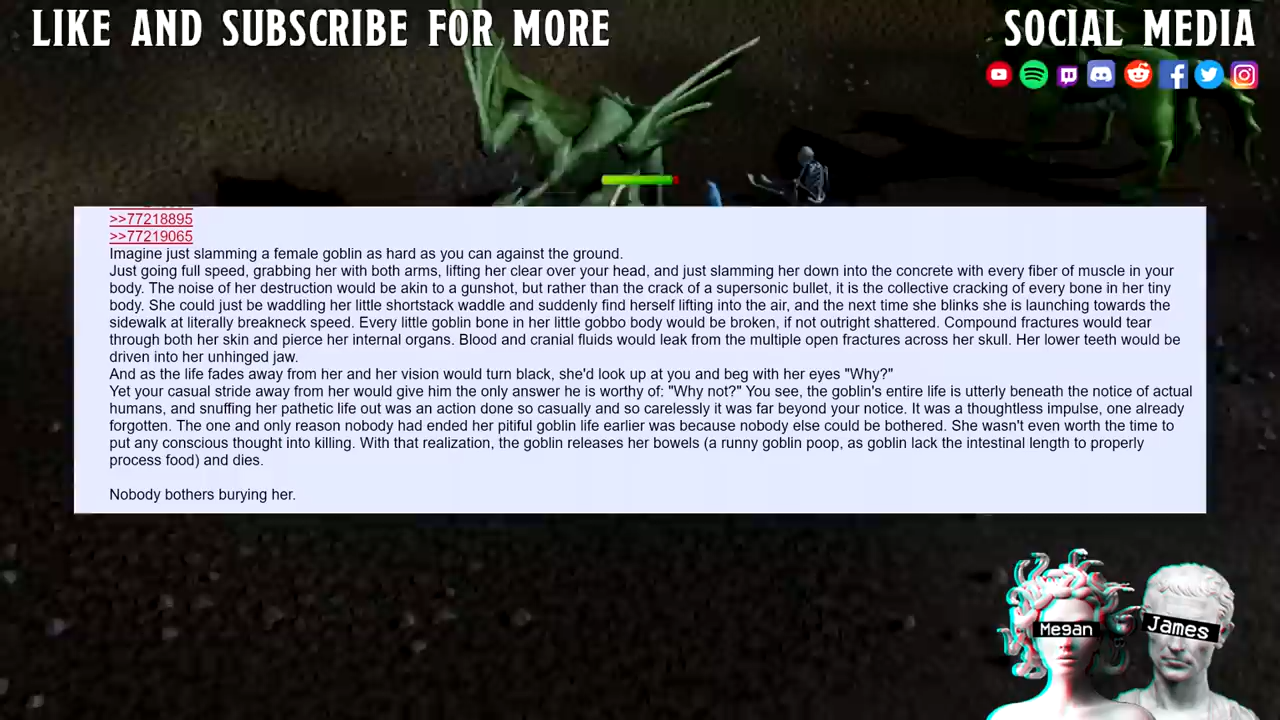 LIKE AND SUBSCRIBE FOR MORE
SOCIAL MEDIA
>>77218895
>>77219065
Imagine just slamming a female goblin as hard as you can against the ground.
Just going full speed, grabbing her with both arms, lifting her clear over your head, and just slamming her down into the concrete with every fiber of muscle in your
body. The noise of her destruction would be akin to a gunshot, but rather than the crack of a supersonic bullet, it is the collective cracking of every bone in her tiny
body. She could just be waddling her little shortstack waddle and suddenly find herself lifting into the air, and the next time she blinks she is launching towards the
sidewalk at literally breakneck speed. Every little goblin bone in her little gobbo body would be broken, if not outright shattered. Compound fractures would tear
through both her skin and pierce her internal organs. Blood and cranial fluids would leak from the multiple open fractures across her skull. Her lower teeth would be
driven into her unhinged jaw.
And as the life fades away from her and her vision would turn black, she'd look up at you and beg with her eyes "Why?"
Yet your casual stride away from her would give him the only answer he is worthy of: "Why not?" You see, the goblin's entire life is utterly beneath the notice of actual
humans, and snuffing her pathetic life out was an action done so casually and so carelessly it was far beyond your notice. It was a thoughtless impulse, one already
forgotten. The one and only reason nobody had ended her pitiful goblin life earlier was because nobody else could be bothered. She wasn't even worth the time to
put any conscious thought into killing. With that realization, the goblin releases her bowels (a runny goblin poop, as goblin lack the intestinal length to properly
process food) and dies.
Nobody bothers burying her.
Megan
James